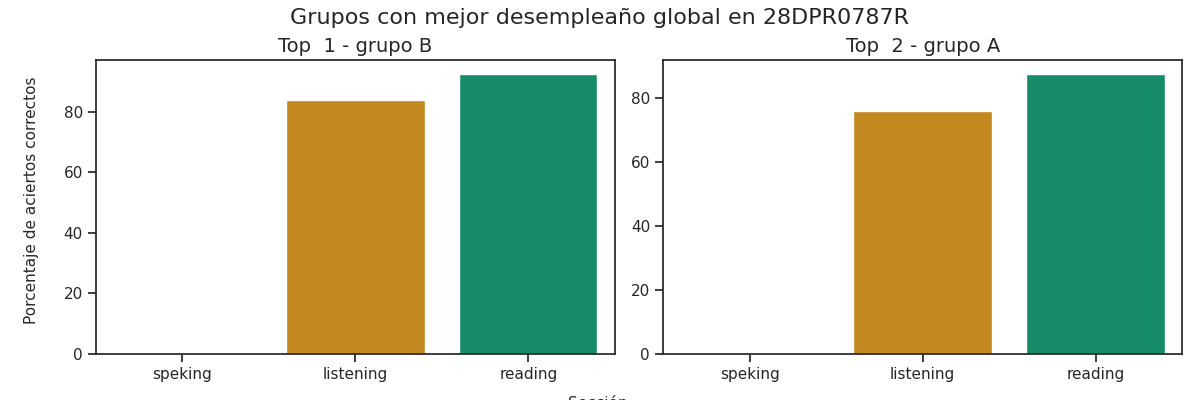 Grupos con mejor desempleaño global en 28DPR0787R
Top 1 - grupo B
Porcentaje de aciertos correctos
80
60
40
20
0
speking listening reading
Top 2 - grupo A
80
60
40
20
0
speking listening reading
Sección